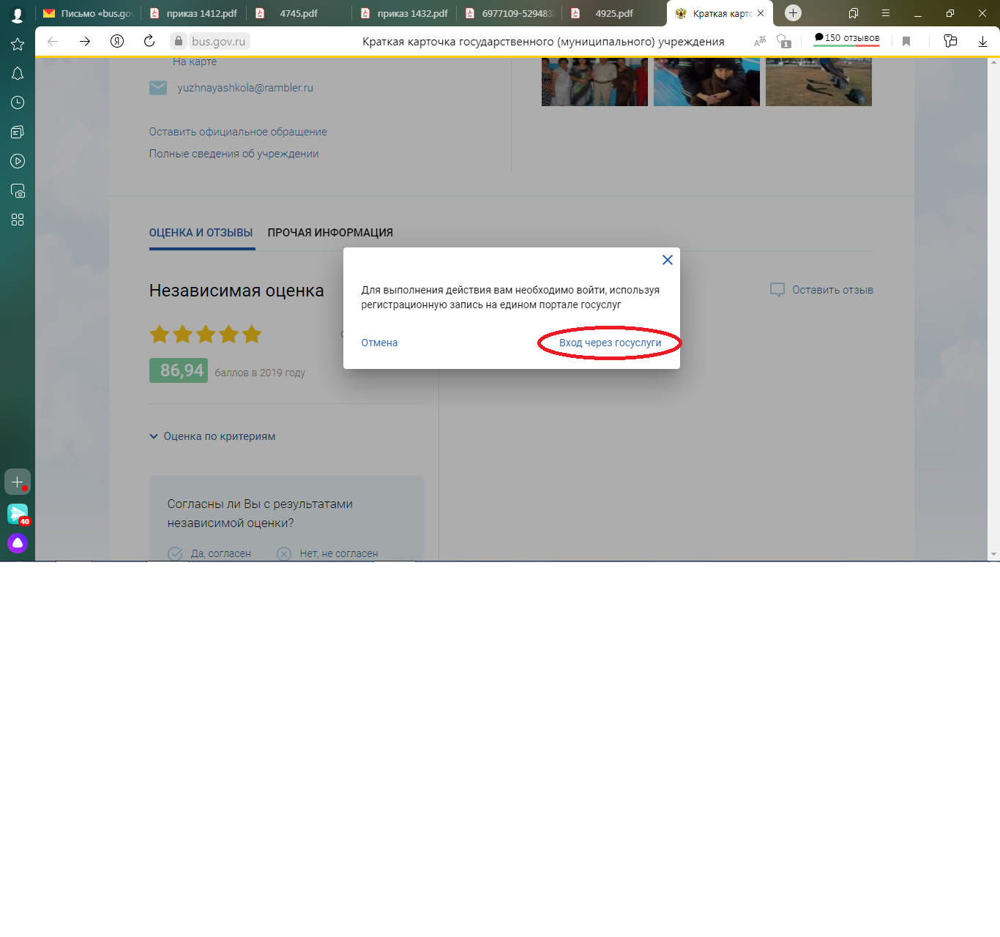 Письмо «bus.gov
приказ 1412.pdf
4745.pdf
приказ 1432.pdf
6977109-529483
4925.pdf
Краткая карто
Я
bus.gov.ru
Краткая карточка государственного (муниципального) учреждения
1
150 отзывов
На карте
yuzhnayashkola@rambler.ru
Оставить официальное обращение
Полные сведения об учреждении
ОЦЕНКА И ОТЗЫВЫ ПРОЧАЯ ИНФОРМАЦИЯ
Независимая оценка
Оставить отзыв
Для выполнения действия вам необходимо войти, используя
регистрационную запись на едином портале госуслуг
Отмена
Вход через госуслуги
86,94 баллов в 2019 году
Оценка по критериям
Согласны ли Вы с результатами
независимой оценки?
Да, согласен
Нет, не согласен
40